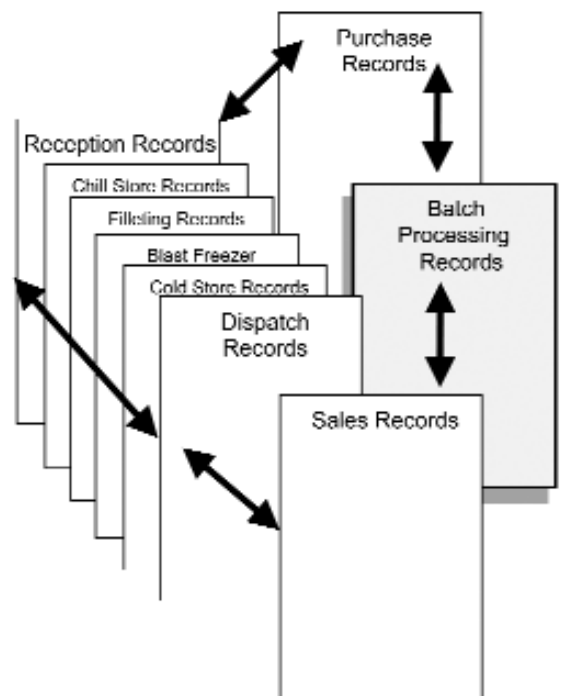 Purchase
Records
Reception Records
Chill Store Records
Filleting Records
Blast Freezer
Cold Store Records
Dispatch
Records
Batch
Processing
Records
Sales Records